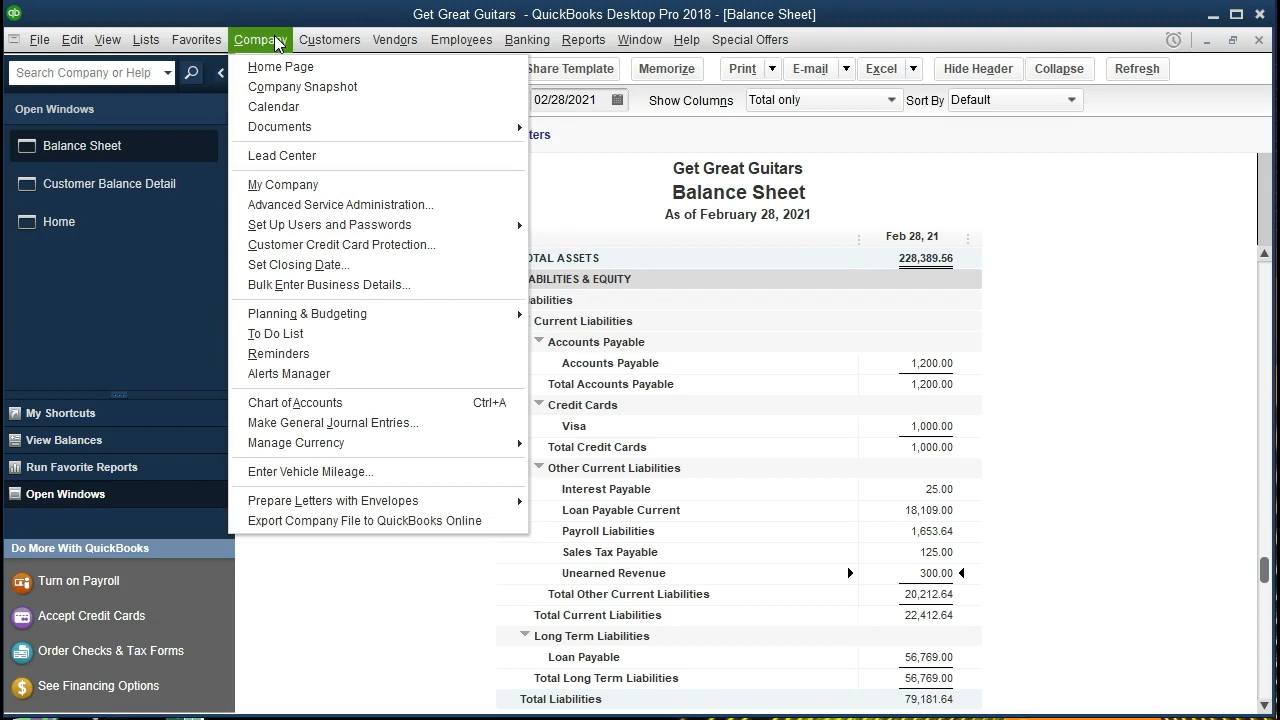 Get Great Guitars - QuickBooks Desktop Pro 2018 - [Balance Sheet]
File Edit View Lists Favorites Company Customers Vendors Employees Banking Reports Window Help Special Offers
Search Company or Help
Open Windows
Balance Sheet
Customer Balance Detail
Home
My Shortcuts
View Balances
Run Favorite Reports
Open Windows
Do More With QuickBooks
Turn on Payroll
Accept Credit Cards
Order Checks & Tax Forms
$ See Financing Options
Home Page
Company Snapshot
Calendar
Documents
Lead Center
My Company
Advanced Service Administration...
Set Up Users and Passwords
Customer Credit Card Protection...
Set Closing Date...
Bulk Enter Business Details...
Planning & Budgeting
To Do List
Reminders
Alerts Manager
Chart of Accounts Ctrl+A
Make General Journal Entries...
Manage Currency
Enter Vehicle Mileage...
Prepare Letters with Envelopes
Export Company File to QuickBooks Online
Share Template Memorize Print E-mail Excel Hide Header Collapse Refresh
02/28/2021 Show Columns Total only Sort By Default
ters
Get Great Guitars
Balance Sheet
As of February 28, 2021
Feb 28, 21
OTAL ASSETS 228,389.56
ABILITIES & EQUITY
abilities
Current Liabilities
Accounts Payable
Accounts Payable 1,200.00
Total Accounts Payable 1,200.00
Credit Cards
Visa 1,000.00
Total Credit Cards 1,000.00
Other Current Liabilities
Interest Payable 25.00
Loan Payable Current 18,109.00
Payroll Liabilities 1,653.64
Sales Tax Payable 125.00
Unearned Revenue 300.00
Total Other Current Liabilities 20,212.64
Total Current Liabilities 22,412.64
Long Term Liabilities
Loan Payable 56,769.00
Total Long Term Liabilities 56,769.00
Total Liabilities 79,181.64